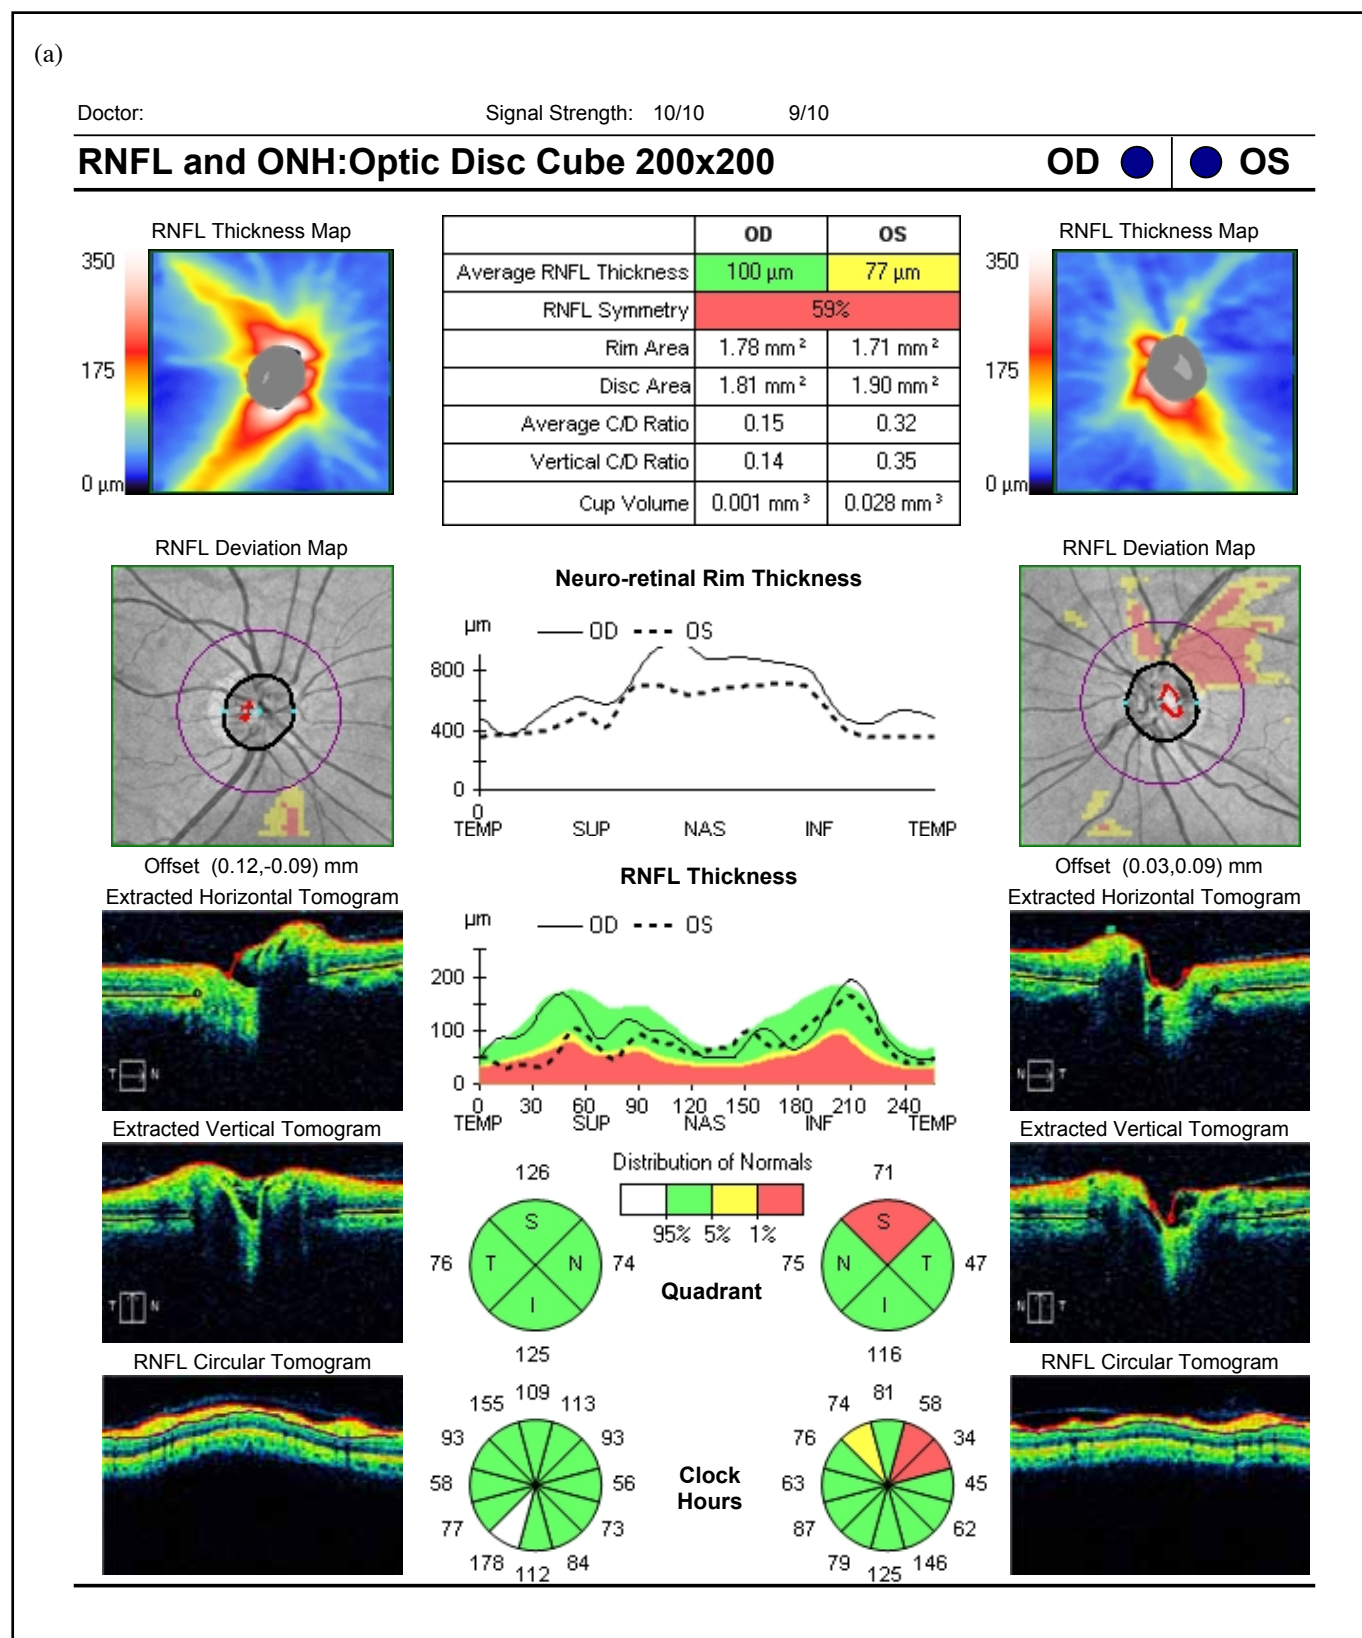 (a)
Doctor: Signal Strength: 10/10 9/10
RNFL and ONH:Optic Disc Cube 200x200 OD OS
RNFL Thickness Map
350
175
0 µm
OD OS
Average RNFL Thickness 100 µm 77 µm
RNFL Symmetry 59%
Rim Area 1.78 mm² 1.71 mm²
Disc Area 1.81 mm² 1.90 mm²
Average C/D Ratio 0.15 0.32
Vertical C/D Ratio 0.14 0.35
Cup Volume 0.001 mm³ 0.028 mm³
RNFL Thickness Map
350
175
0 µm
RNFL Deviation Map
Offset (0.12,-0.09) mm
Neuro-retinal Rim Thickness
µm OD OS
800
400
0
0
TEMP SUP NAS INF TEMP
RNFL Deviation Map
Offset (0.03,0.09) mm
Extracted Horizontal Tomogram
T N
RNFL Thickness
µm OD OS
200
100
0
0 30 60 90 120 150 180 210 240
TEMP SUP NAS INF TEMP
Extracted Horizontal Tomogram
N T
Extracted Vertical Tomogram
T N
Distribution of Normals
95% 5% 1%
126
S
76 T N 74
I
125
Quadrant
71
S
75 N T 47
I
116
Extracted Vertical Tomogram
N T
RNFL Circular Tomogram
155 109 113
93 93
58 56
77 73
178 112 84
Clock
Hours
74 81 58
76 34
63 45
87 62
79 125 146
RNFL Circular Tomogram